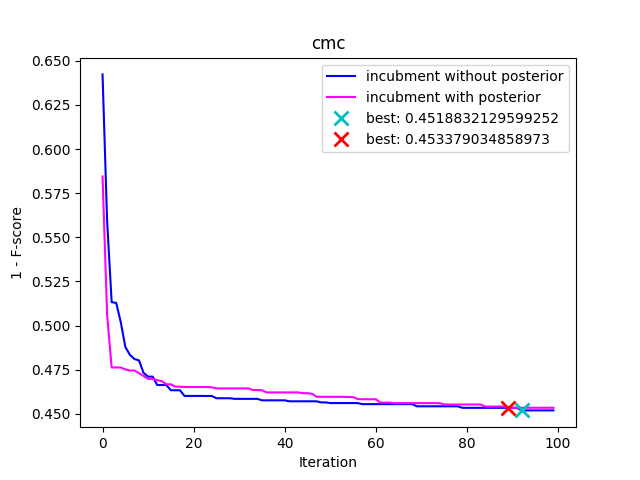 cmc
0.650
0.625
0.600
0.575
0.550
0.525
0.500
0.475
0.450
1 - F-score
incubment without posterior
incubment with posterior
best: 0.4518832129599252
best: 0.453379034858973
0 20 40 60 80 100
Iteration